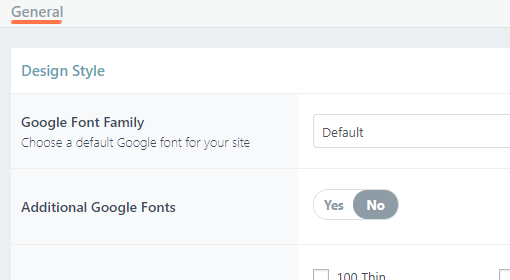 General
Design Style
Google Font Family
Choose a default Google font for your site
Default
Additional Google Fonts
Yes No
100 Thin